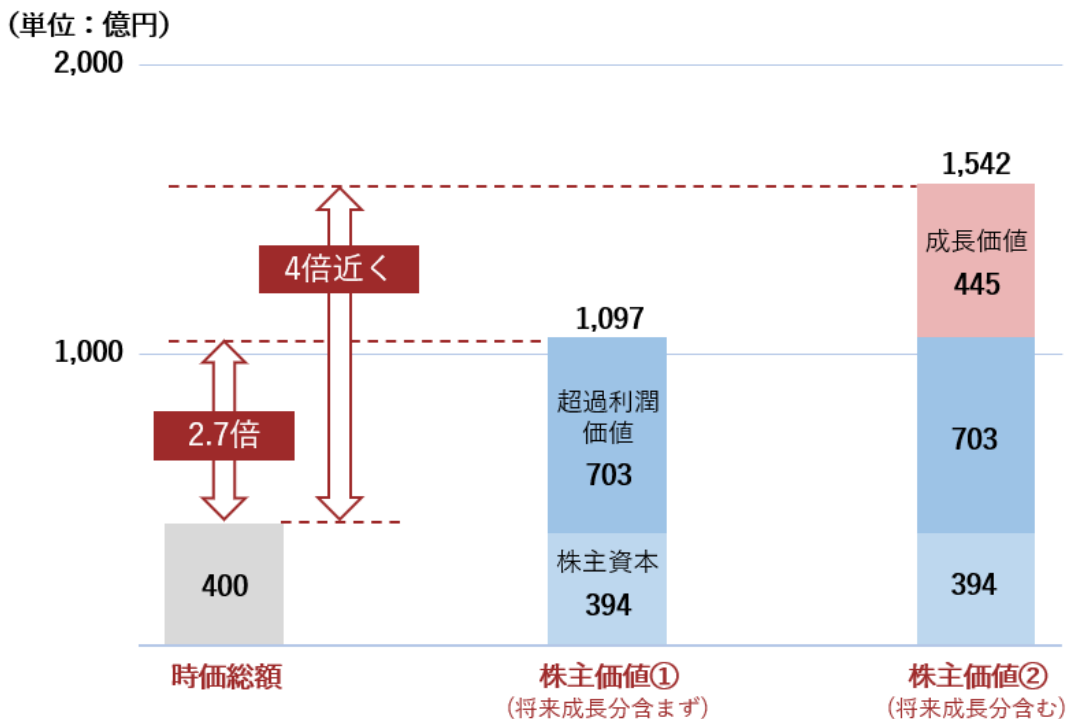 (単位：億円)
2,000
1,542
成長価値
4倍近く
445
1,097
1,000
超過利潤
価値
2.7倍
703
703
株主資本
400
394
394
時価総額
株主価値①
株主価値②
(将来成長分含まず)
(将来成長分含む)